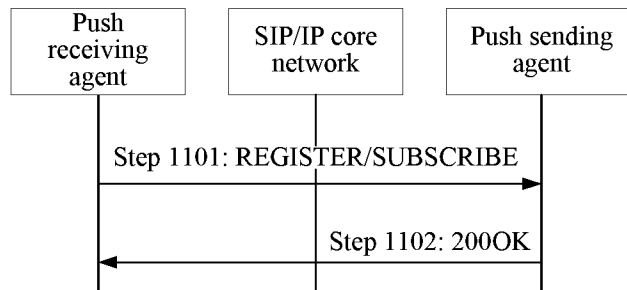 Push
receiving
agent
SIP/IP core
network
Push sending
agent
Step 1101: REGISTER/SUBSCRIBE
Step 1102: 200OK